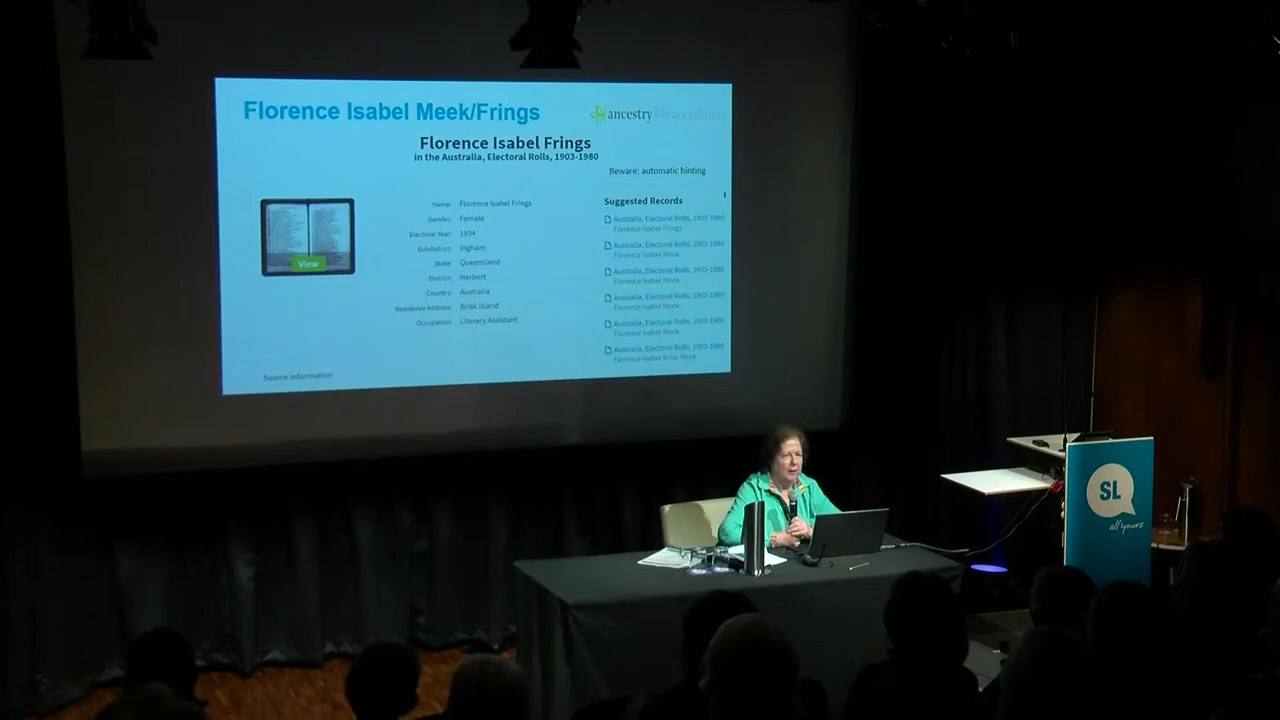 Florence Isabel Meek/Frings
ancestry library edition
Florence Isabel Frings
in the Australia, Electoral Rolls, 1903-1980
Beware: automatic hinting
Name: Florence Isabel Frings
Gender: Female
Electoral Year: 1934
Subdistrict: Ingham
State: Queensland
District: Herbert
Country: Australia
Residence Address: Brisk Island
Occupation: Literary Assistant
View
Source Information
Suggested Records
Australia, Electoral Rolls, 1903-1980
Florence Isabel Frings
Australia, Electoral Rolls, 1903-1980
Florence Isabel Meek
Australia, Electoral Rolls, 1903-1980
Florence Isabel Meek
Australia, Electoral Rolls, 1903-1980
Florence Isabel Meek
Australia, Electoral Rolls, 1903-1980
Florence Isabel Meek
Australia, Electoral Rolls, 1903-1980
Florence Isabel Brisk Meek
SL
all yours